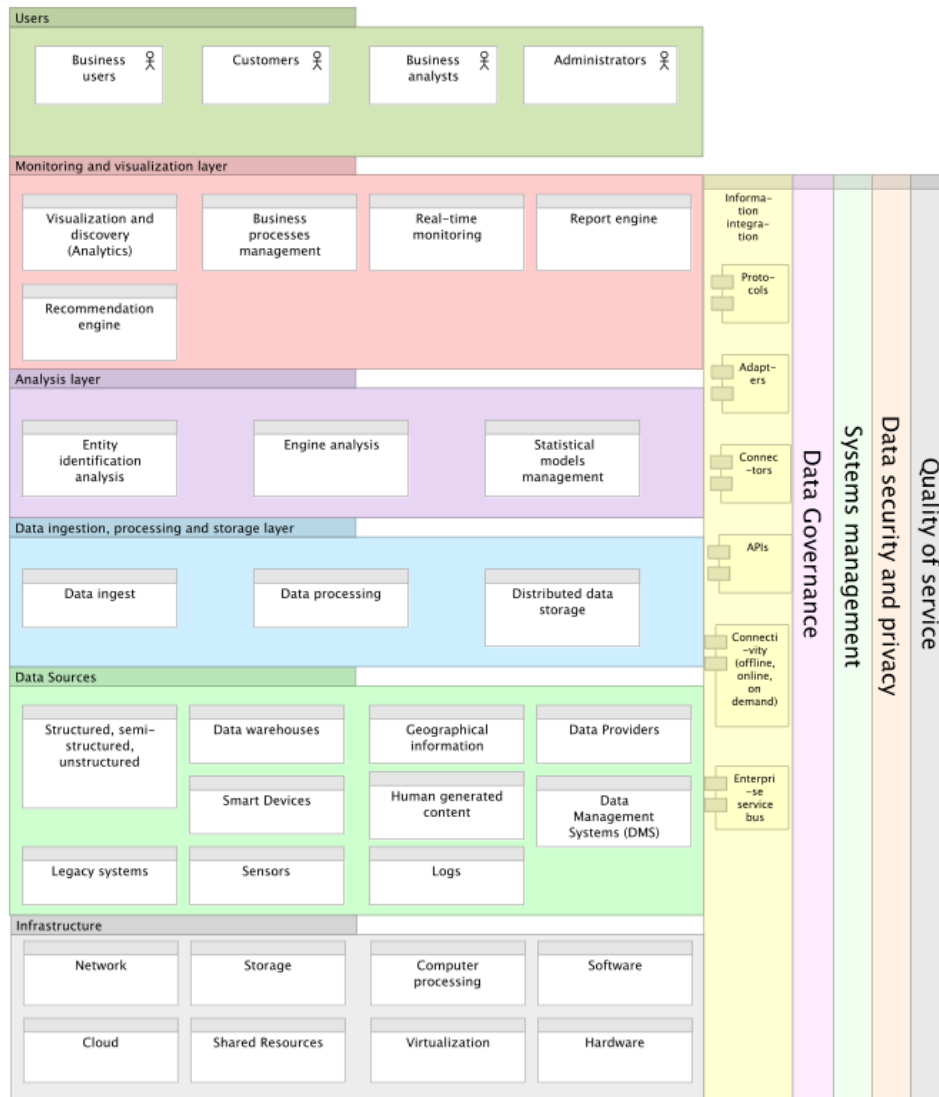 Users
Business
users
Customers
Business
analysts
Administrators
Monitoring and visualization layer
Visualization and
discovery
(Analytics)
Business
processes
management
Real-time
monitoring
Report engine
Recommendation
engine
Analysis layer
Entity
identification
analysis
Engine analysis
Statistical
models
management
Data ingestion, processing and storage layer
Data ingest
Data processing
Distributed data
storage
Data Sources
Structured, semi-
structured,
unstructured
Data warehouses
Geographical
information
Data Providers
Smart Devices
Human generated
content
Data
Management
Systems (DMS)
Legacy systems
Sensors
Logs
Infrastructure
Network
Storage
Computer
processing
Software
Cloud
Shared Resources
Virtualization
Hardware
Informa-
tion
integra-
tion
Proto-
cols
Adapt-
ers
Connec
-tors
APIs
Connecti
-vity
(offline,
online,
on
demand)
Enterpri
-se
service
bus
Data Governance
Systems management
Data security and privacy
Quality of service